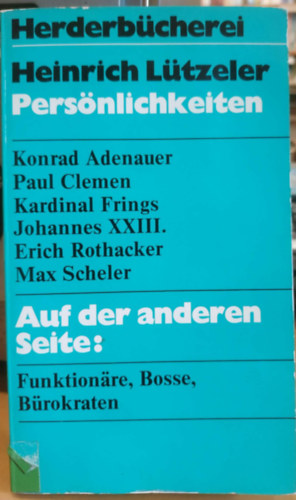 Herderbücherei
Heinrich Lützeler
Persönlichkeiten
Konrad Adenauer
Paul Clemen
Kardinal Frings
Johannes XXIII.
Erich Rothacker
Max Scheler
Auf der anderen
Seite:
Funktionäre, Bosse,
Bürokraten